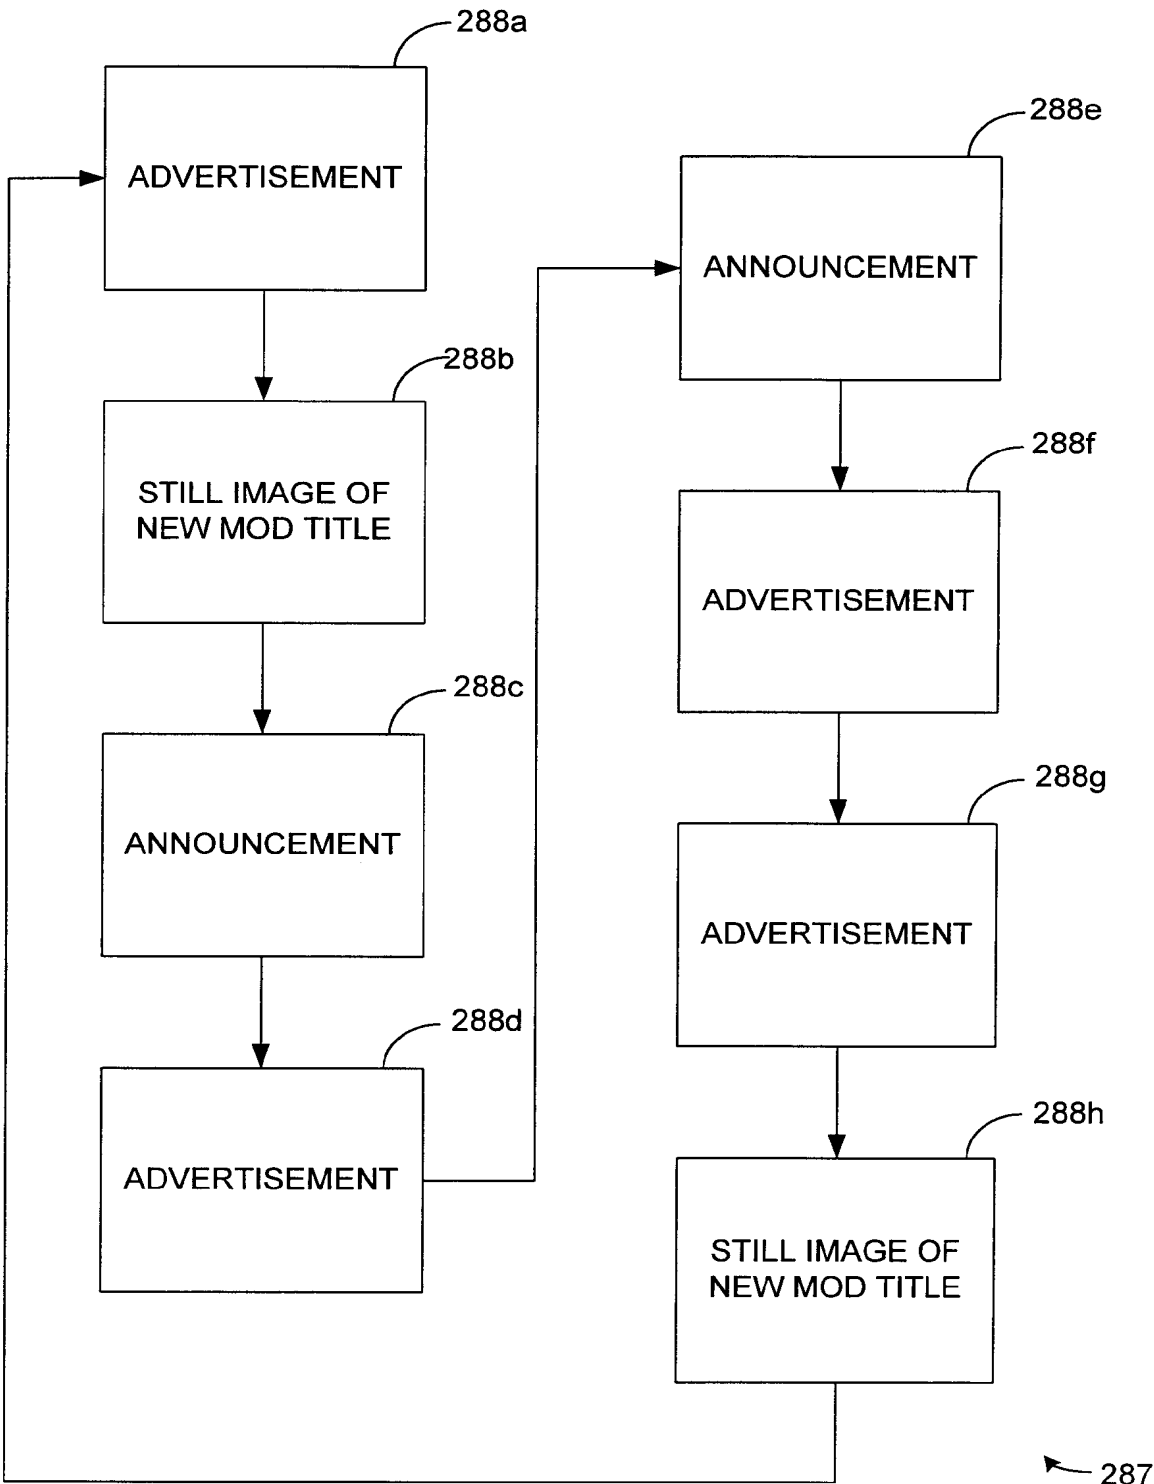 288a
ADVERTISEMENT
288b
STILL IMAGE OF
NEW MOD TITLE
288c
ANNOUNCEMENT
288d
ADVERTISEMENT
288e
ANNOUNCEMENT
288f
ADVERTISEMENT
288g
ADVERTISEMENT
288h
STILL IMAGE OF
NEW MOD TITLE
287